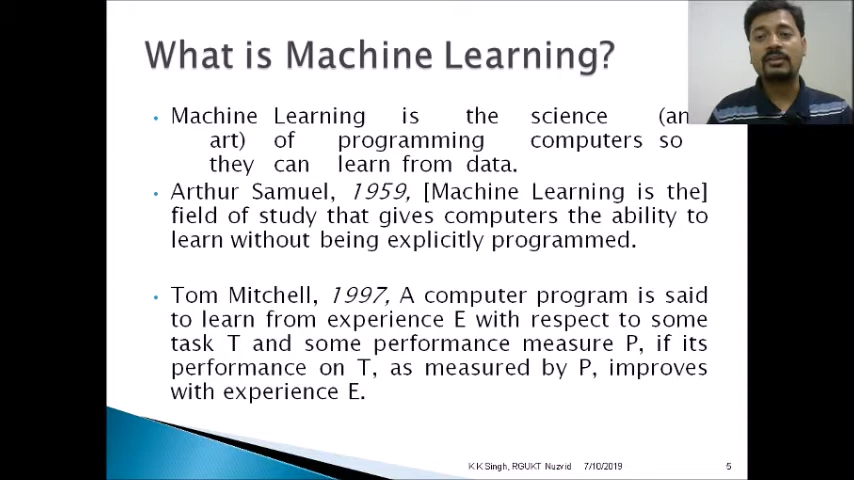 What is Machine Learning?
• Machine Learning is the science (an
art) of programming computers so
they can learn from data.
• Arthur Samuel, 1959, [Machine Learning is the]
field of study that gives computers the ability to
learn without being explicitly programmed.
• Tom Mitchell, 1997, A computer program is said
to learn from experience E with respect to some
task T and some performance measure P, if its
performance on T, as measured by P, improves
with experience E.
K K Singh, RGUKT Nuzvid 7/10/2019 5